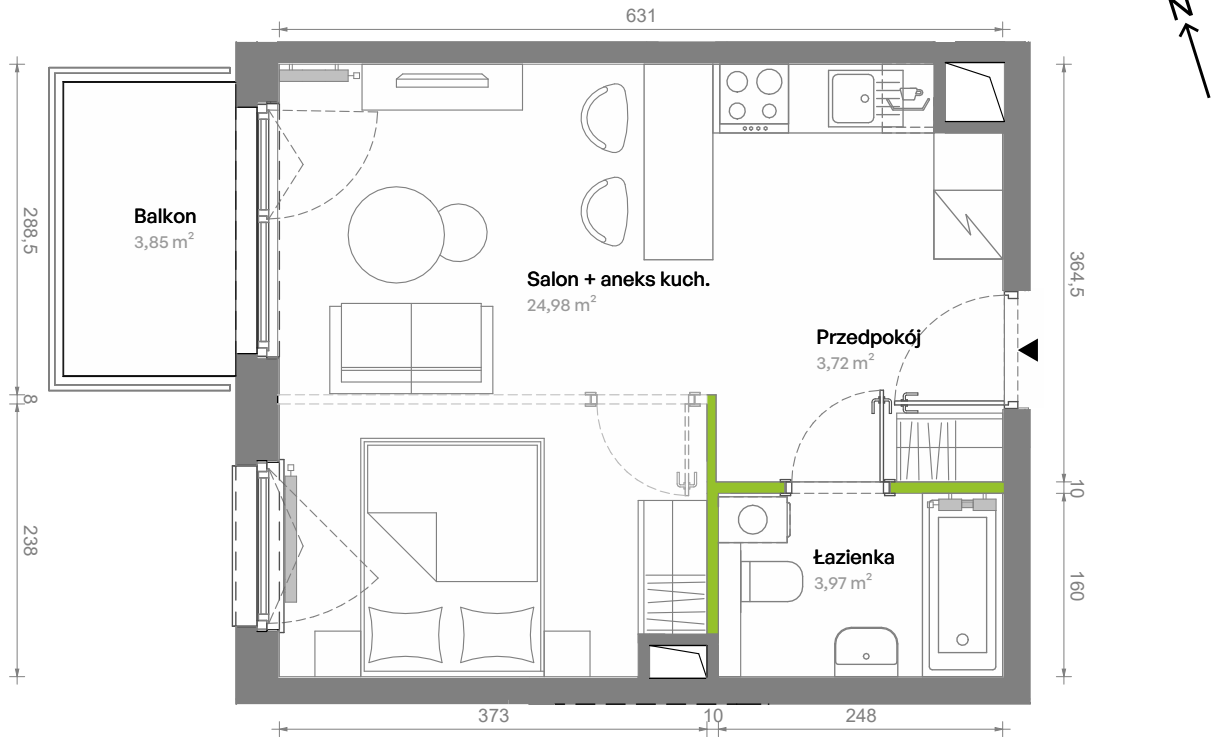 631
N
Balkon
3,85 m²
288,5
Salon + aneks kuch.
24,98 m²
364,5
Przedpokój
3,72 m²
8
10
238
Łazienka
3,97 m²
160
373
10
248